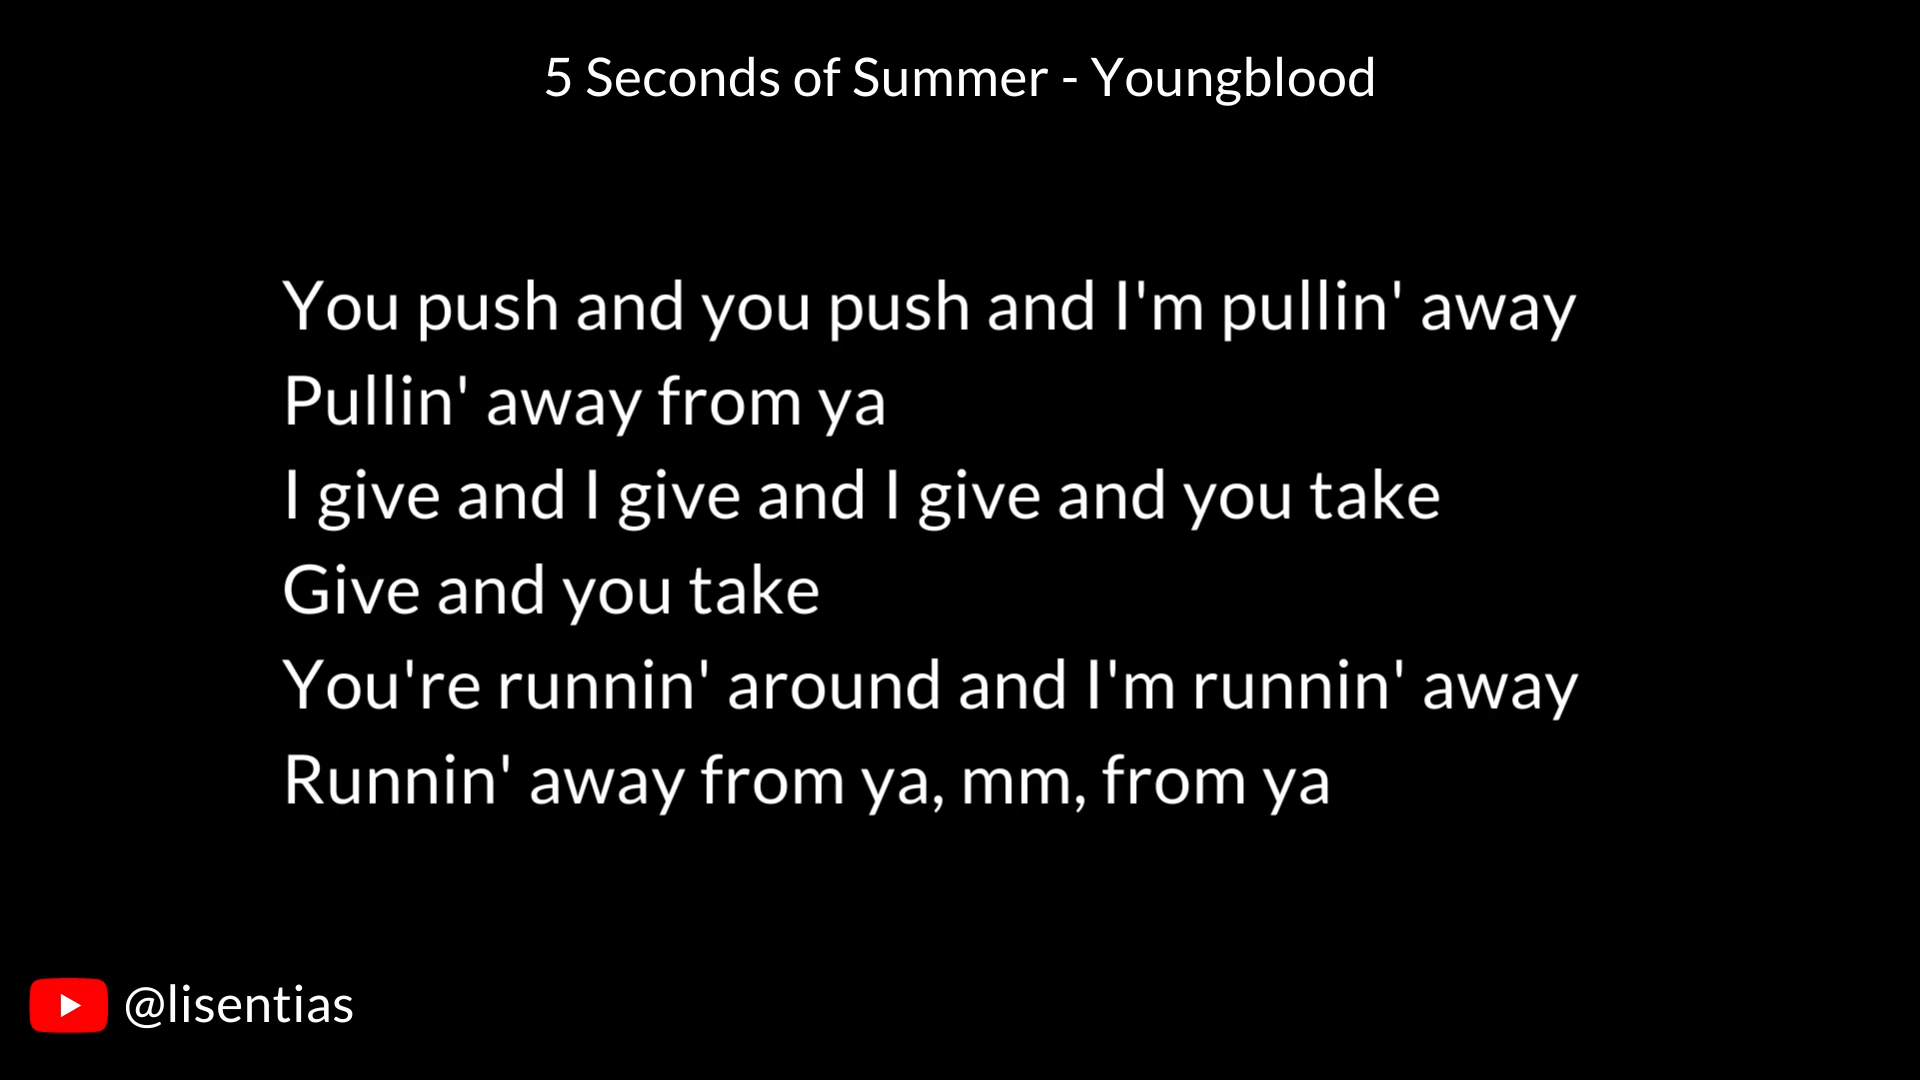 5 Seconds of Summer - Youngblood
You push and you push and I'm pullin' away
Pullin' away from ya
I give and I give and I give and you take
Give and you take
You're runnin' around and I'm runnin' away
Runnin' away from ya, mm, from ya
@lisentias